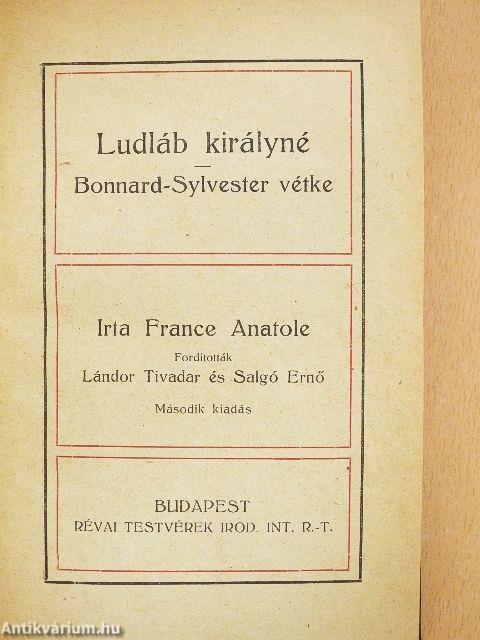 Ludláb királyné
Bonnard-Sylvester vétke
Irta France Anatole
Forditották
Lándor Tivadar és Salgó Ernő
Második kiadás
BUDAPEST
RÉVAI TESTVÉREK IROD. INT. R.-T.
Antikvárium.hu